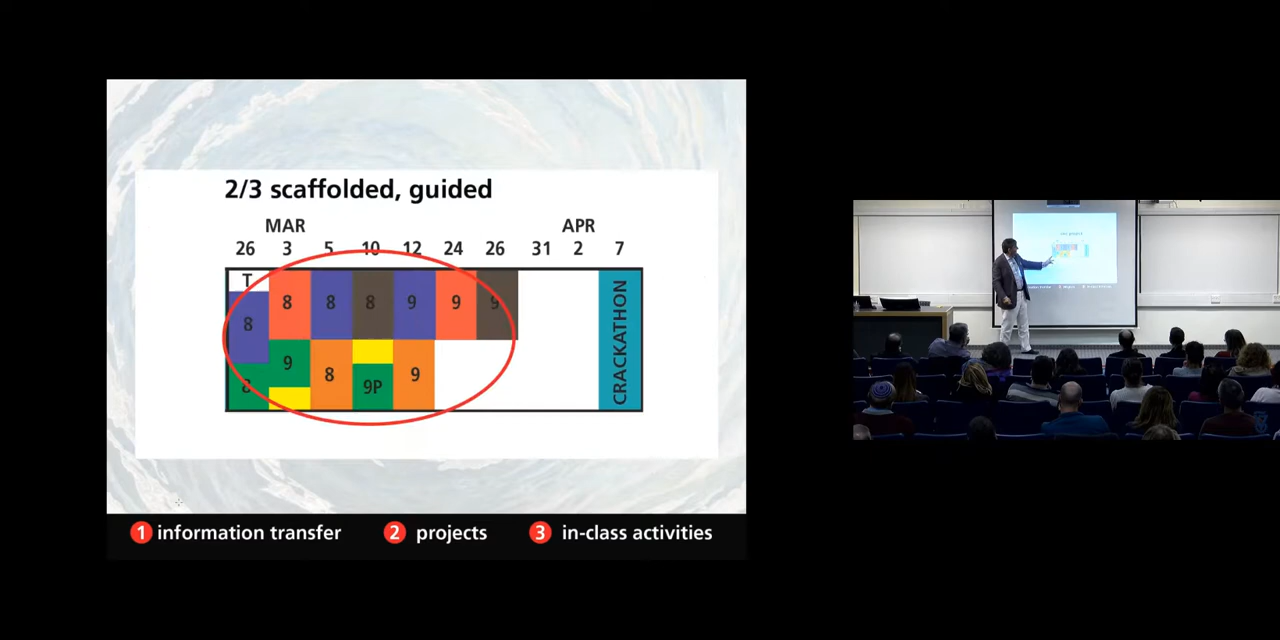 2/3 scaffolded, guided
MAR APR
26 3 5 10 12 24 26 31 2 7
T
8 8 8 8 9 9 9
8 9 8 9P 9
CRACKATHON
1 information transfer 2 projects 3 in-class activities